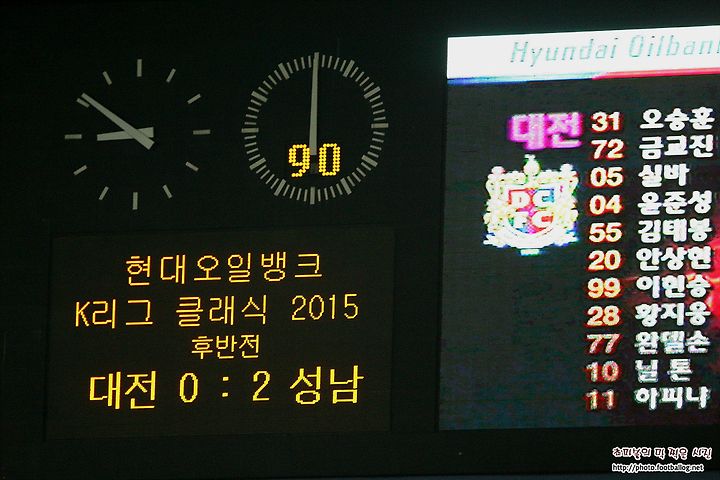 90
현대오일뱅크
K리그 클래식 2015
후반전
대전 0 : 2 성남
Hyundai Oilban
대전
31 오승훈
72 금교진
05 실바
04 윤준성
55 김태봉
20 안상현
99 이현승
28 황지웅
77 완델손
10 닐톤
11 아피냐
DCFC
http://photo.footballog.net